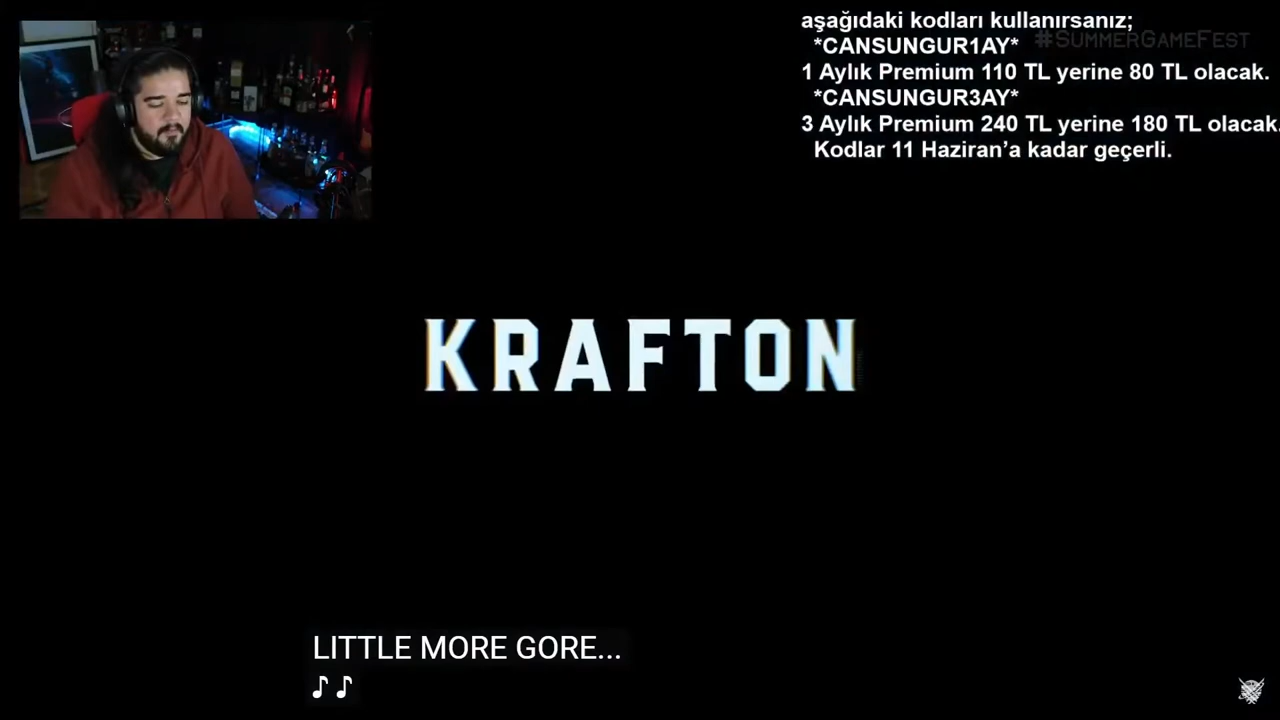 aşağıdaki kodları kullanırsanız;
*CANSUNGUR1AY*
#SUMMERGAMEFEST
1 Aylık Premium 110 TL yerine 80 TL olacak.
*CANSUNGUR3AY*
3 Aylık Premium 240 TL yerine 180 TL olacak.
Kodlar 11 Haziran’a kadar geçerli.
KRAFTON
LITTLE MORE GORE...
♪ ♪